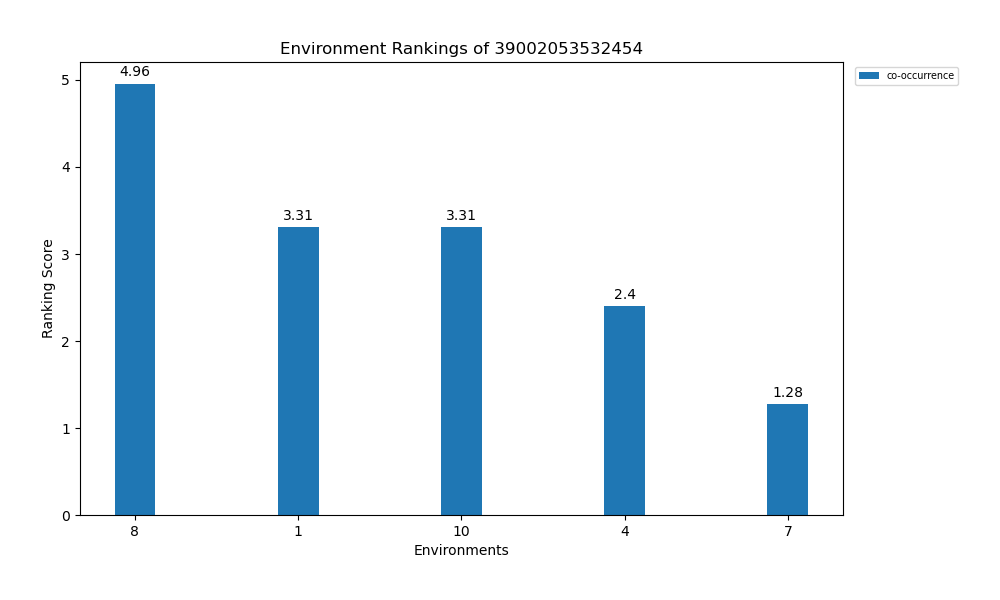 Environment Rankings of 39002053532454
co-occurrence
Ranking Score
5
4
3
2
1
0
4.96
3.31
3.31
2.4
1.28
8 1 10 4 7
Environments